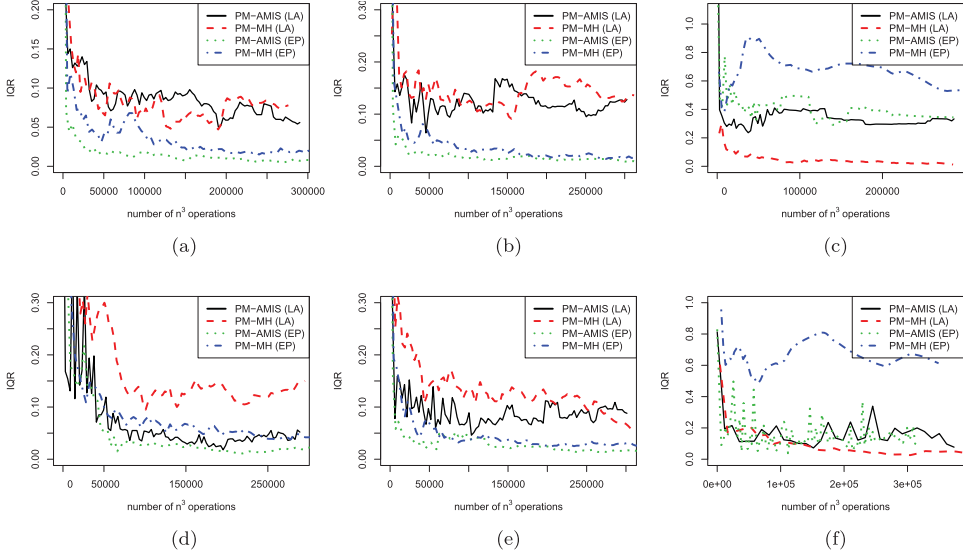 IQR
0.00 0.05 0.10 0.15 0.20
PM−AMIS (LA)
PM−MH (LA)
PM−AMIS (EP)
PM−MH (EP)
0 50000 100000 200000 300000
number of n³ operations
(a)
IQR
0.00 0.10 0.20 0.30
PM−AMIS (LA)
PM−MH (LA)
PM−AMIS (EP)
PM−MH (EP)
0 50000 150000 250000
number of n³ operations
(b)
IQR
0.0 0.2 0.4 0.6 0.8 1.0
PM−AMIS (LA)
PM−MH (LA)
PM−AMIS (EP)
PM−MH (EP)
0 100000 200000
number of n³ operations
(c)
IQR
0.00 0.10 0.20 0.30
PM−AMIS (LA)
PM−MH (LA)
PM−AMIS (EP)
PM−MH (EP)
0 50000 150000 250000
number of n³ operations
(d)
IQR
0.00 0.10 0.20 0.30
PM−AMIS (LA)
PM−MH (LA)
PM−AMIS (EP)
PM−MH (EP)
0 50000 150000 250000
number of n³ operations
(e)
IQR
0.0 0.2 0.4 0.6 0.8 1.0
PM−AMIS (LA)
PM−MH (LA)
PM−AMIS (EP)
PM−MH (EP)
0e+00 1e+05 2e+05 3e+05
number of n³ operations
(f)